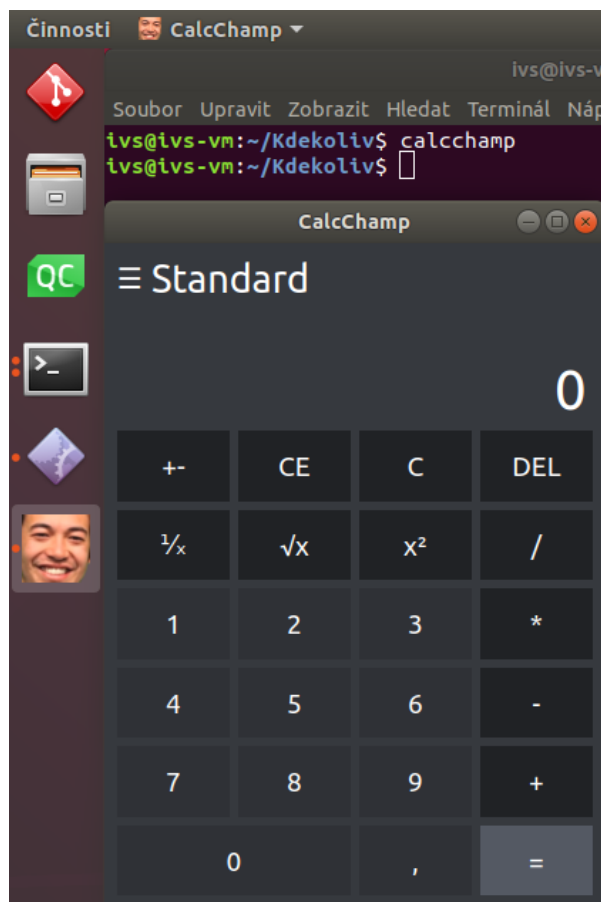 Činnosti CalcChamp
ivs@ivs-v
Soubor Upravit Zobrazit Hledat Terminál Náp
ivs@ivs-vm:~/Kdekoliv$ calcchamp
ivs@ivs-vm:~/Kdekoliv$
CalcChamp
QC
☰ Standard
>_
0
+- CE C DEL
¹⁄ₓ √x x² /
1 2 3 *
4 5 6 -
7 8 9 +
0 , =